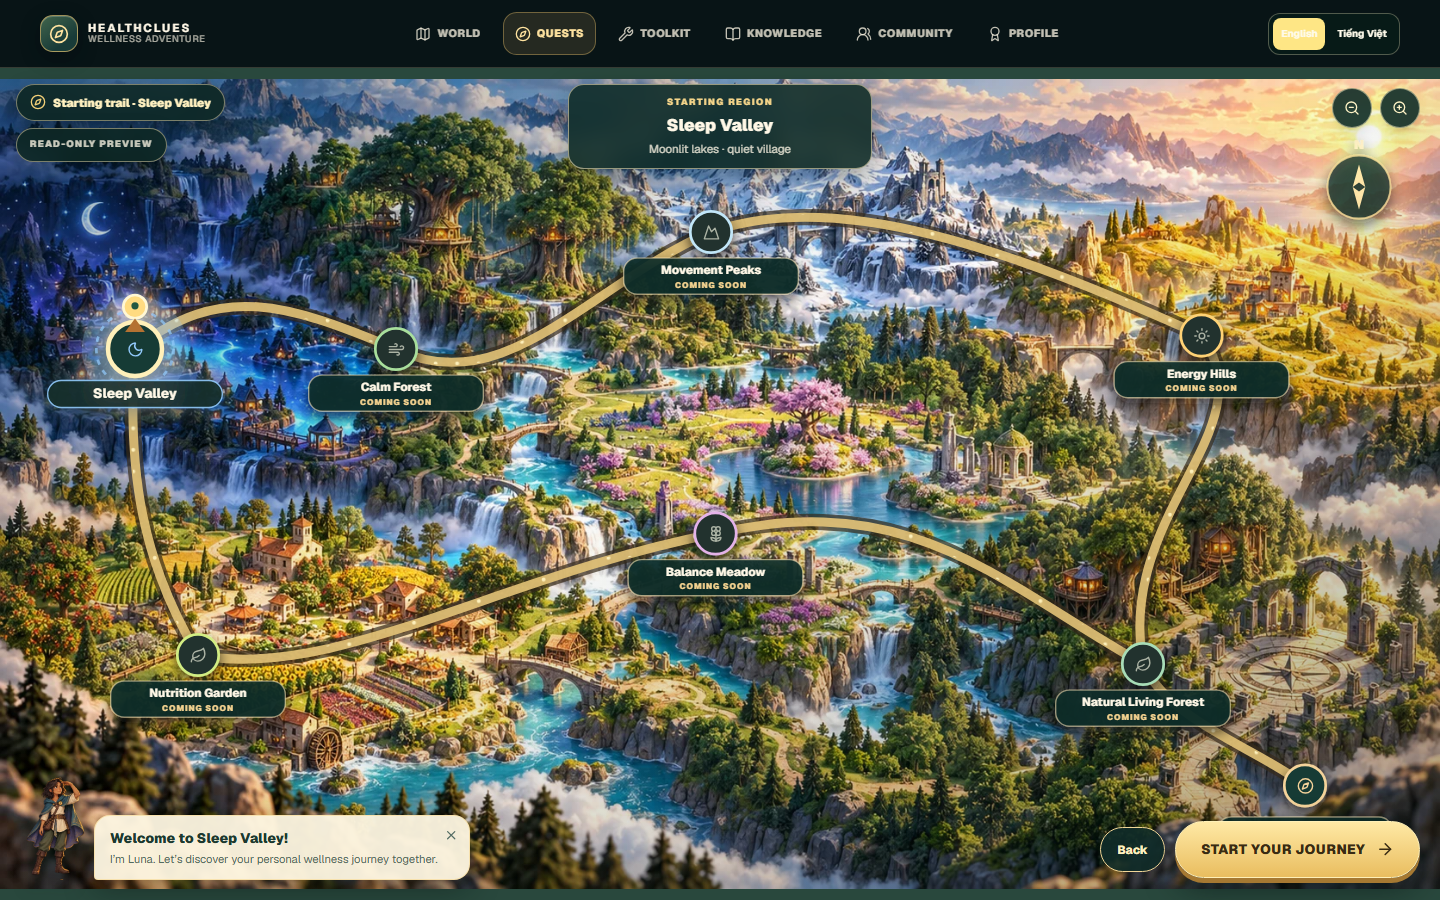 HEALTHCLUES
WELLNESS ADVENTURE
WORLD
QUESTS
TOOLKIT
KNOWLEDGE
COMMUNITY
PROFILE
English
Tiếng Việt
Starting trail · Sleep Valley
READ-ONLY PREVIEW
STARTING REGION
Sleep Valley
Moonlit lakes · quiet village
N
Movement Peaks
COMING SOON
Sleep Valley
Calm Forest
COMING SOON
Energy Hills
COMING SOON
Balance Meadow
COMING SOON
Nutrition Garden
COMING SOON
Natural Living Forest
COMING SOON
Welcome to Sleep Valley!
I'm Luna. Let's discover your personal wellness journey together.
Back
START YOUR JOURNEY